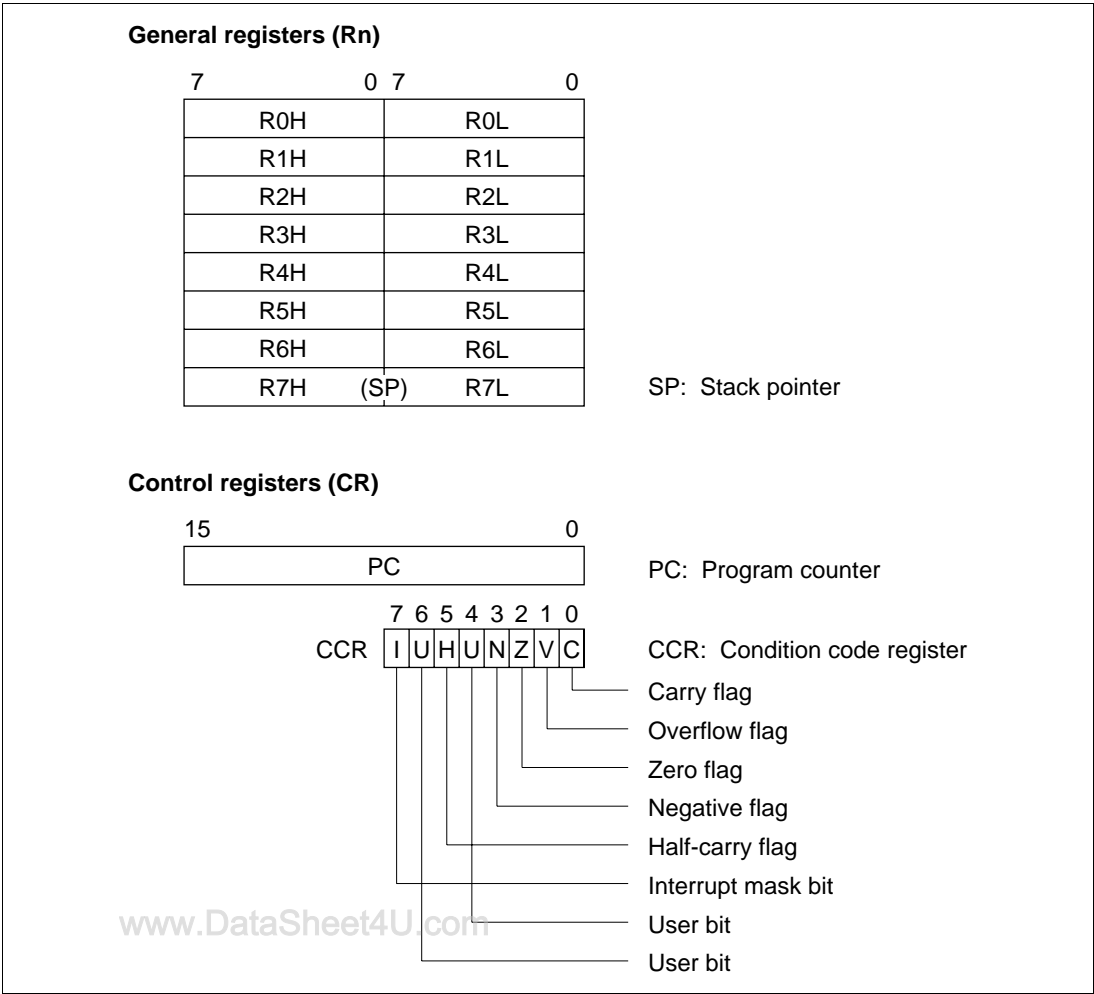 General registers (Rn)
7 0 7 0
R0H R0L
R1H R1L
R2H R2L
R3H R3L
R4H R4L
R5H R5L
R6H R6L
R7H (SP) R7L SP: Stack pointer
Control registers (CR)
15 0
PC PC: Program counter
7 6 5 4 3 2 1 0
CCR I U H U N Z V C CCR: Condition code register
Carry flag
Overflow flag
Zero flag
Negative flag
Half-carry flag
Interrupt mask bit
www.DataSheet4U.com User bit
User bit